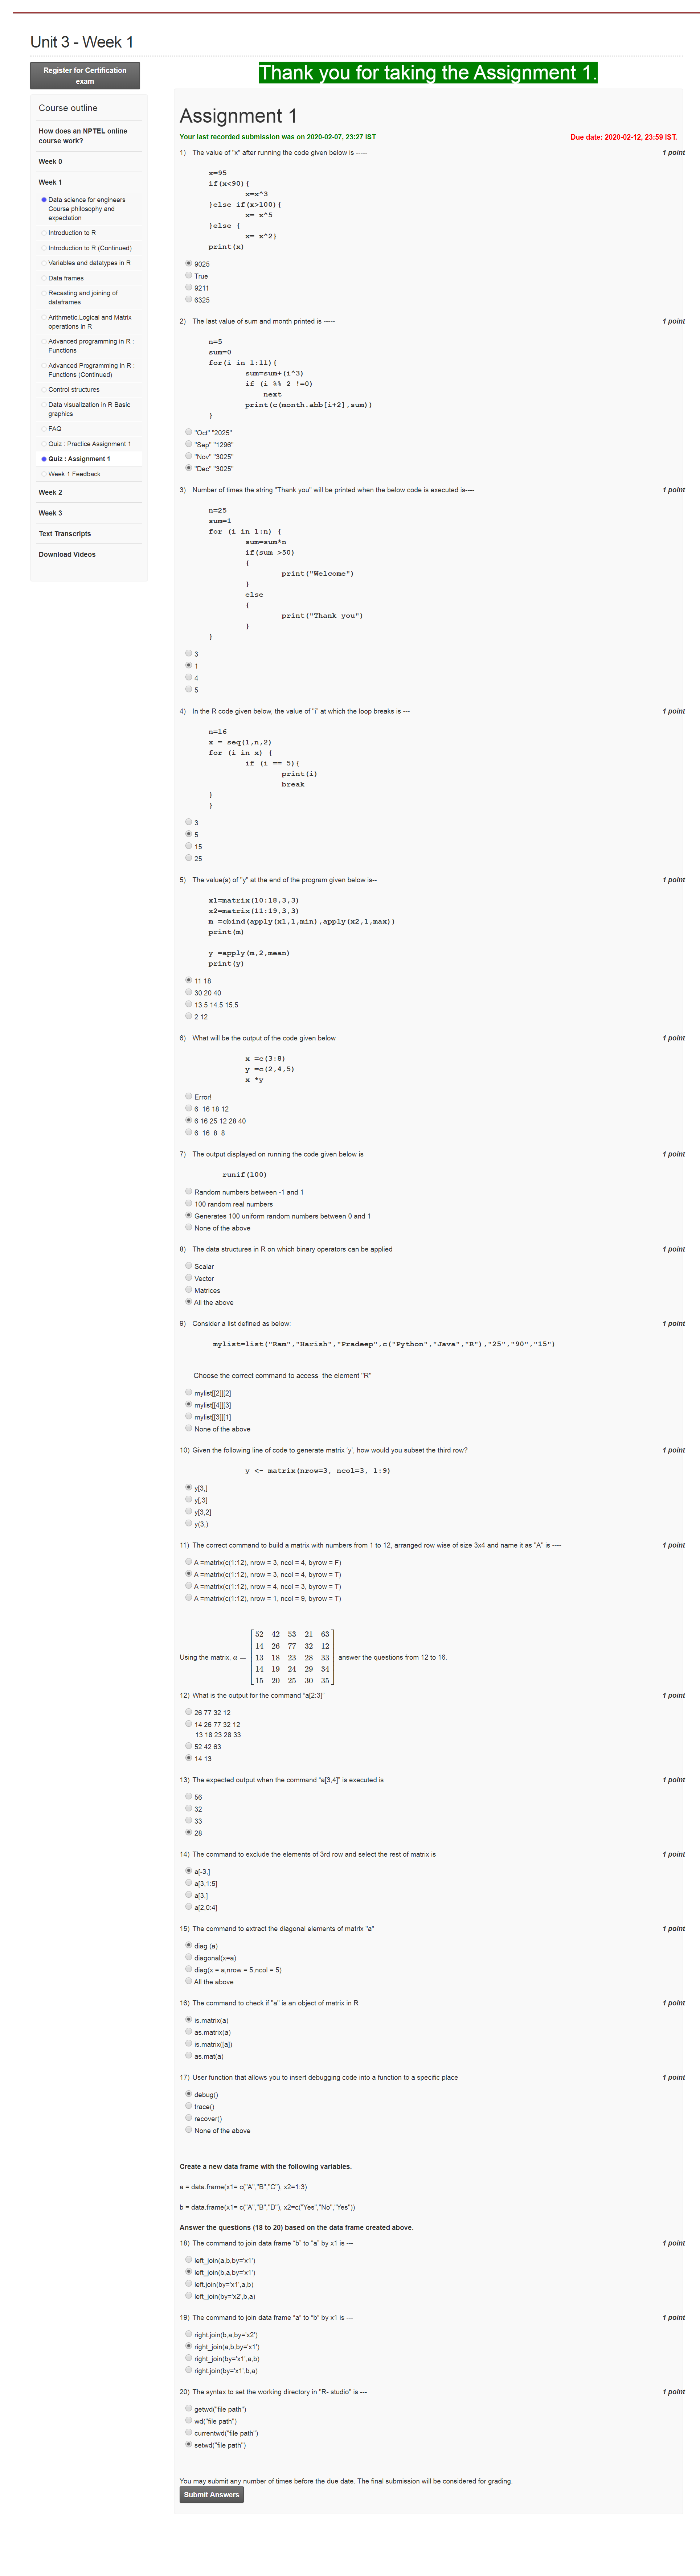 Unit 3 - Week 1
Register for Certification
exam
Course outline
How does an NPTEL online
course work?
Week 0
Week 1
Data science for engineers
Course philosophy and
expectation
Introduction to R
Introduction to R (Continued)
Variables and datatypes in R
Data frames
Recasting and joining of
dataframes
Arithmetic,Logical and Matrix
operations in R
Advanced programming in R :
Functions
Advanced Programming in R :
Functions (Continued)
Control structures
Data visualization in R Basic
graphics
FAQ
Quiz : Practice Assignment 1
Quiz : Assignment 1
Week 1 Feedback
Week 2
Week 3
Text Transcripts
Download Videos
Thank you for taking the Assignment 1.
Assignment 1
Your last recorded submission was on 2020-02-07, 23:27 IST Due date: 2020-02-12, 23:59 IST.
1) The value of "x" after running the code given below is ----- 1 point
x=95
if(x<90){
x=x^3
}else if(x>100){
x= x^5
}else {
x= x^2}
print(x)
9025
True
9211
6325
2) The last value of sum and month printed is ----- 1 point
n=5
sum=0
for(i in 1:11){
sum=sum+(i^3)
if (i %% 2 !=0)
next
print(c(month.abb[i+2],sum))
}
"Oct" "2025"
"Sep" "1296"
"Nov" "3025"
"Dec" "3025"
3) Number of times the string "Thank you" will be printed when the below code is executed is---- 1 point
n=25
sum=1
for (i in 1:n) {
sum=sum*n
if(sum >50)
{
print("Welcome")
}
else
{
print("Thank you")
}
}
3
1
4
5
4) In the R code given below, the value of "i" at which the loop breaks is --- 1 point
n=16
x = seq(1,n,2)
for (i in x) {
if (i == 5){
print(i)
break
}
}
3
5
15
25
5) The value(s) of "y" at the end of the program given below is-- 1 point
x1=matrix(10:18,3,3)
x2=matrix(11:19,3,3)
m =cbind(apply(x1,1,min),apply(x2,1,max))
print(m)
y =apply(m,2,mean)
print(y)
11 18
30 20 40
13.5 14.5 15.5
2 12
6) What will be the output of the code given below 1 point
x =c(3:8)
y =c(2,4,5)
x *y
Error!
6 16 18 12
6 16 25 12 28 40
6 16 8 8
7) The output displayed on running the code given below is 1 point
runif(100)
Random numbers between -1 and 1
100 random real numbers
Generates 100 uniform random numbers between 0 and 1
None of the above
8) The data structures in R on which binary operators can be applied 1 point
Scalar
Vector
Matrices
All the above
9) Consider a list defined as below: 1 point
mylist=list("Ram","Harish","Pradeep",c("Python","Java","R"),"25","90","15")
Choose the correct command to access the element "R"
mylist[[2]][2]
mylist[[4]][3]
mylist[[3]][1]
None of the above
10) Given the following line of code to generate matrix 'y', how would you subset the third row? 1 point
y <- matrix(nrow=3, ncol=3, 1:9)
y[3,]
y[,3]
y[3,2]
y(3,)
11) The correct command to build a matrix with numbers from 1 to 12, arranged row wise of size 3x4 and name it as "A" is ---- 1 point
A =matrix(c(1:12), nrow = 3, ncol = 4, byrow = F)
A =matrix(c(1:12), nrow = 3, ncol = 4, byrow = T)
A =matrix(c(1:12), nrow = 4, ncol = 3, byrow = T)
A =matrix(c(1:12), nrow = 1, ncol = 9, byrow = T)
52 42 53 21 63
14 26 77 32 12
Using the matrix, a = 13 18 23 28 33 answer the questions from 12 to 16.
14 19 24 29 34
15 20 25 30 35
12) What is the output for the command "a[2:3]" 1 point
26 77 32 12
14 26 77 32 12
13 18 23 28 33
52 42 63
14 13
13) The expected output when the command "a[3,4]" is executed is 1 point
56
32
33
28
14) The command to exclude the elements of 3rd row and select the rest of matrix is 1 point
a[-3,]
a[3,1:5]
a[3,]
a[2,0:4]
15) The command to extract the diagonal elements of matrix "a" 1 point
diag (a)
diagonal(x=a)
diag(x = a,nrow = 5,ncol = 5)
All the above
16) The command to check if "a" is an object of matrix in R 1 point
is.matrix(a)
as.matrix(a)
is.matrix([a])
as.mat(a)
17) User function that allows you to insert debugging code into a function to a specific place 1 point
debug()
trace()
recover()
None of the above
Create a new data frame with the following variables.
a = data.frame(x1= c("A","B","C"), x2=1:3)
b = data.frame(x1= c("A","B","D"), x2=c("Yes","No","Yes"))
Answer the questions (18 to 20) based on the data frame created above.
18) The command to join data frame "b" to "a" by x1 is --- 1 point
left_join(a,b,by='x1')
left_join(b,a,by='x1')
left.join(by='x1',a,b)
left_join(by='x2',b,a)
19) The command to join data frame "a" to "b" by x1 is --- 1 point
right.join(b,a,by='x2')
right_join(a,b,by='x1')
right_join(by='x1',a,b)
right.join(by='x1',b,a)
20) The syntax to set the working directory in "R- studio" is --- 1 point
getwd("file path")
wd("file path")
currentwd("file path")
setwd("file path")
You may submit any number of times before the due date. The final submission will be considered for grading.
Submit Answers